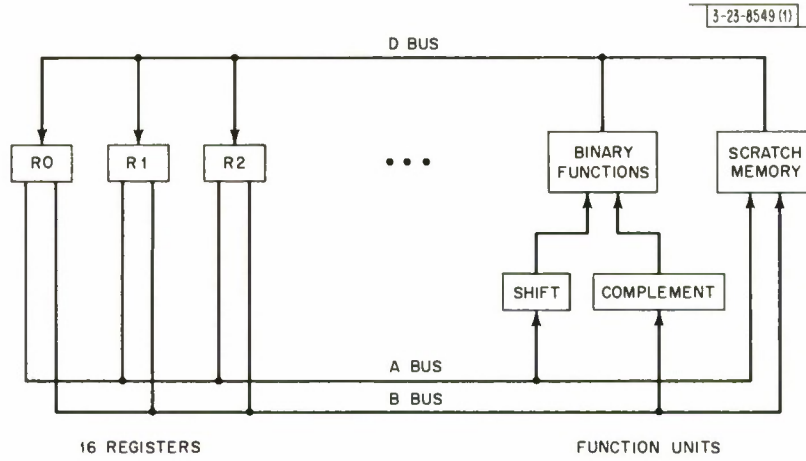 3-23-8549(1)
D BUS
R0
R1
R2
...
BINARY
FUNCTIONS
SCRATCH
MEMORY
SHIFT
COMPLEMENT
A BUS
B BUS
16 REGISTERS
FUNCTION UNITS